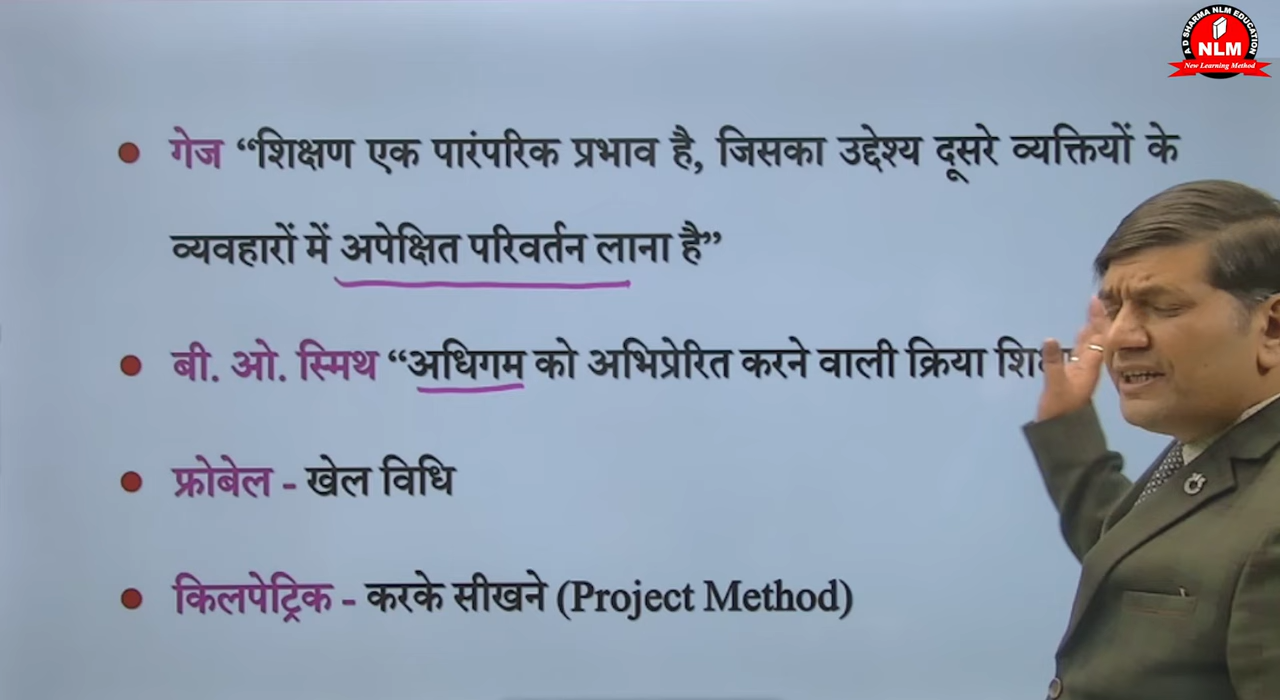 A D SHARMA NLM EDUCATION
NLM
New Learning Method
• गेज “शिक्षण एक पारंपरिक प्रभाव है, जिसका उद्देश्य दूसरे व्यक्तियों के
व्यवहारों में अपेक्षित परिवर्तन लाना है”
• बी. ओ. स्मिथ “अधिगम को अभिप्रेरित करने वाली क्रिया
• फ्रोबेल - खेल विधि
• किलपेट्रिक - करके सीखने (Project Method)